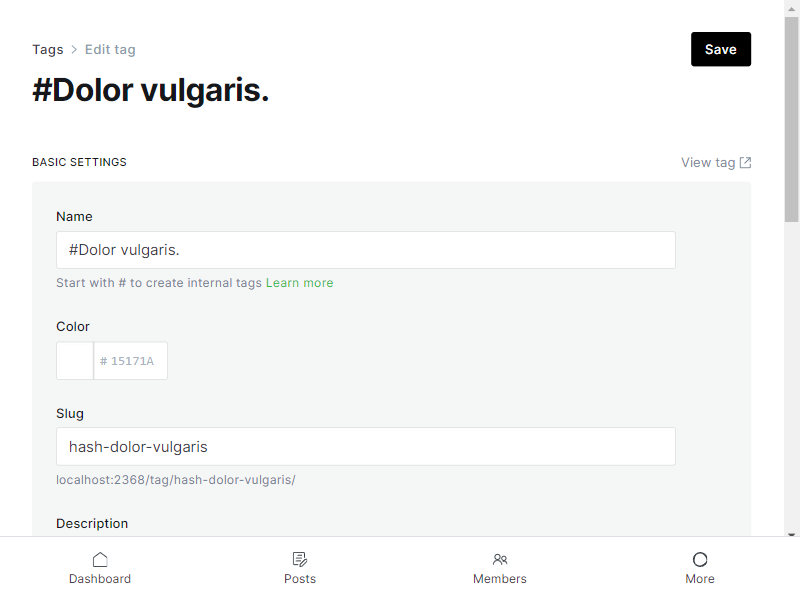 Tags > Edit tag
Save
#Dolor vulgaris.
BASIC SETTINGS
View tag
Name
#Dolor vulgaris.
Start with # to create internal tags Learn more
Color
# 15171A
Slug
hash-dolor-vulgaris
localhost:2368/tag/hash-dolor-vulgaris/
Description
Dashboard
Posts
Members
More